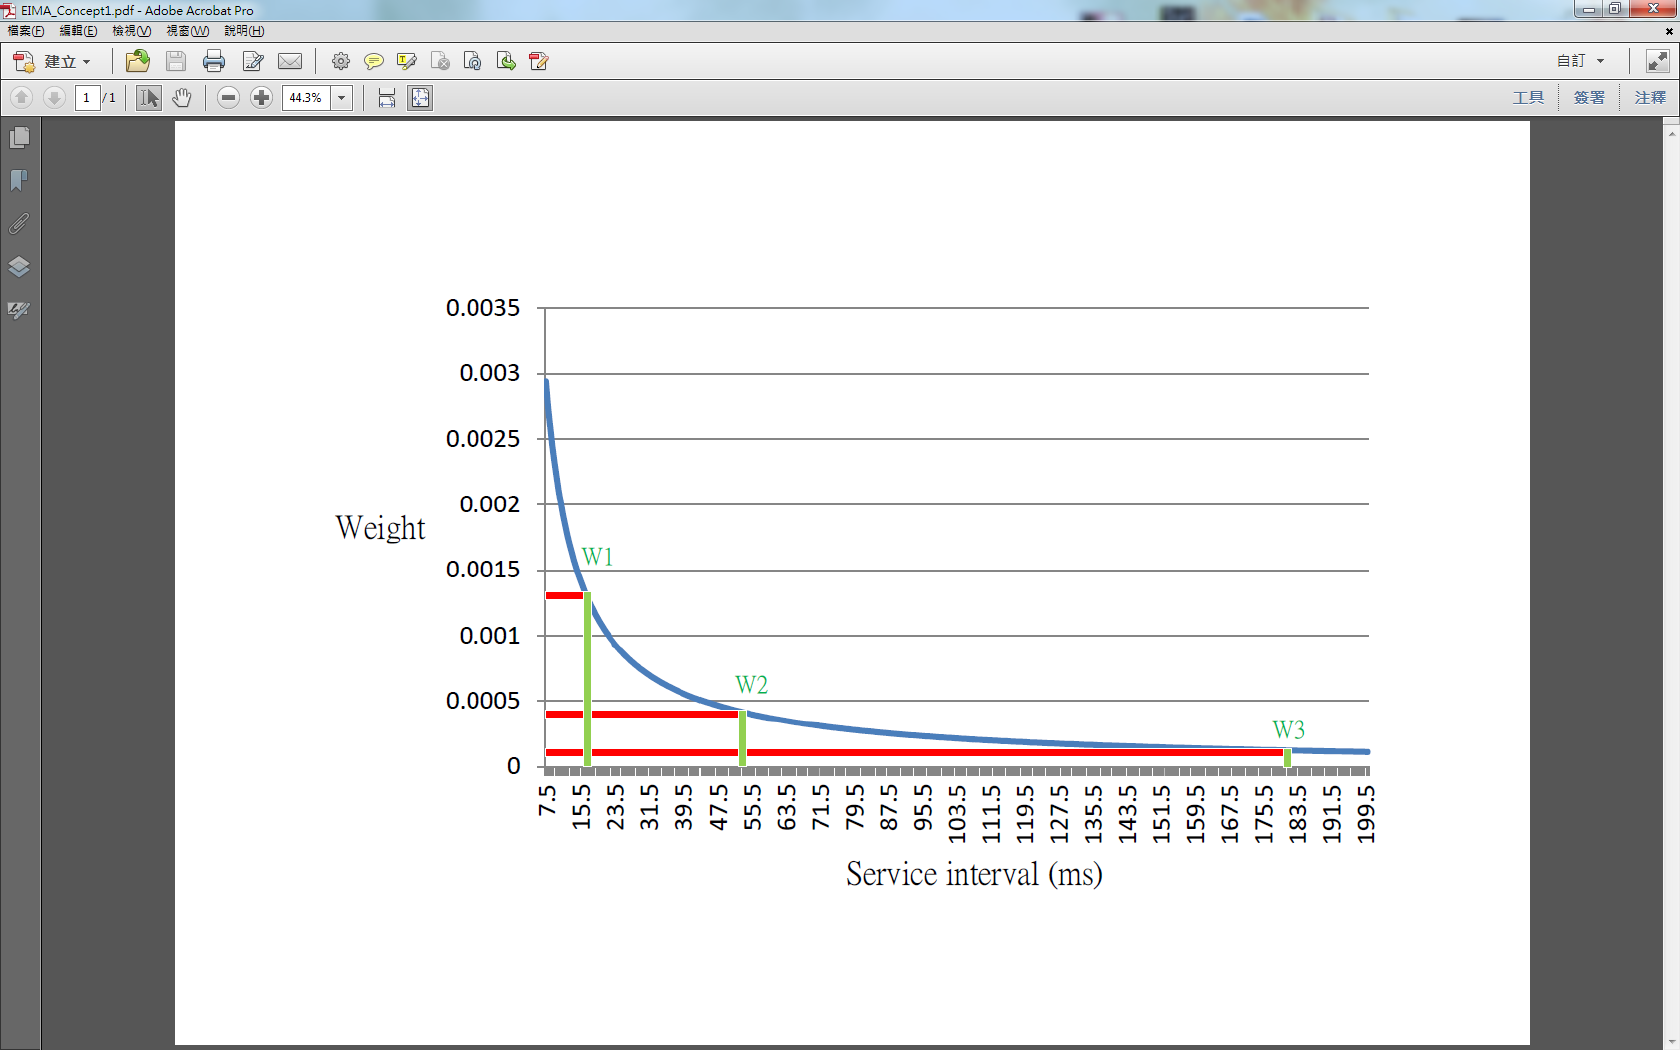 EIMA_Concept1.pdf - Adobe Acrobat Pro
檔案(F) 編輯(E) 檢視(V) 視窗(W) 說明(H)
建立 自訂
1 / 1 44.3% 工具 簽署 注釋
0.0035
0.003
0.0025
0.002
Weight
W1
0.0015
0.001
W2
0.0005
W3
0
7.5 15.5 23.5 31.5 39.5 47.5 55.5 63.5 71.5 79.5 87.5 95.5 103.5 111.5 119.5 127.5 135.5 143.5 151.5 159.5 167.5 175.5 183.5 191.5 199.5
Service interval (ms)